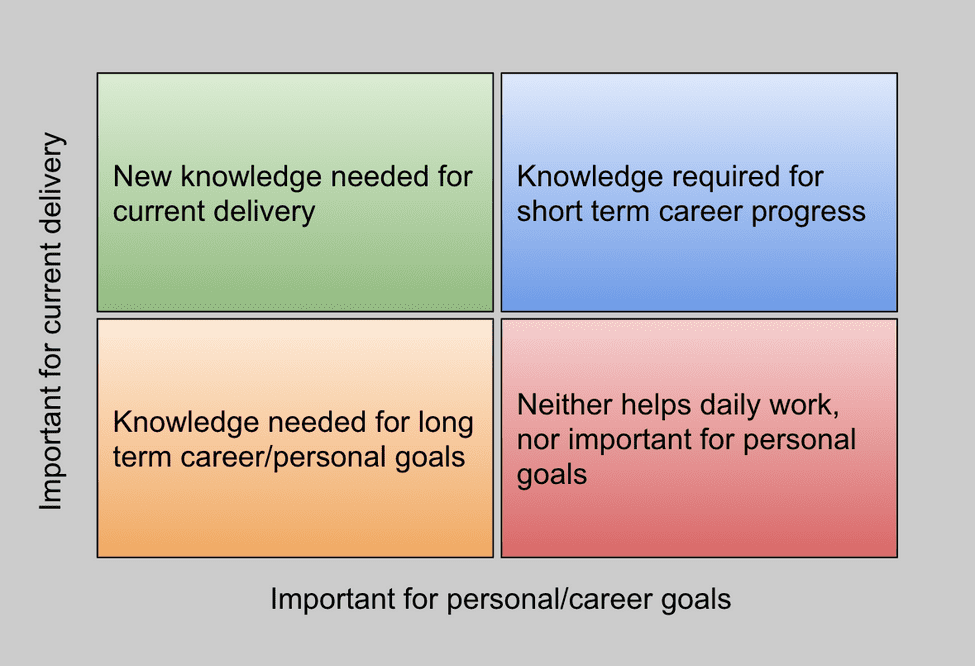 Important for current delivery
New knowledge needed for
current delivery
Knowledge required for
short term career progress
Knowledge needed for long
term career/personal goals
Neither helps daily work,
nor important for personal
goals
Important for personal/career goals